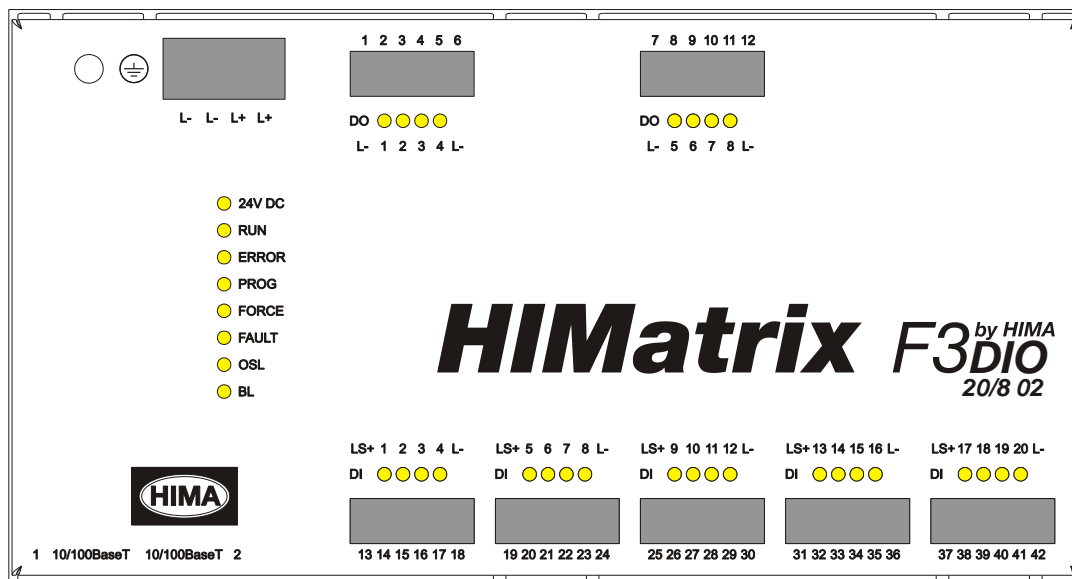 1 2 3 4 5 6
7 8 9 10 11 12
L- L- L+ L+
DO
DO
L- 1 2 3 4 L-
L- 5 6 7 8 L-
24V DC
RUN
ERROR
PROG
FORCE
FAULT
OSL
BL
HIMatrix F3 by HIMA
DIO
20/8 02
LS+ 1 2 3 4 L-
LS+ 5 6 7 8 L-
LS+ 9 10 11 12 L-
LS+ 13 14 15 16 L-
LS+ 17 18 19 20 L-
DI
DI
DI
DI
DI
HIMA
1 10/100BaseT 10/100BaseT 2
13 14 15 16 17 18
19 20 21 22 23 24
25 26 27 28 29 30
31 32 33 34 35 36
37 38 39 40 41 42